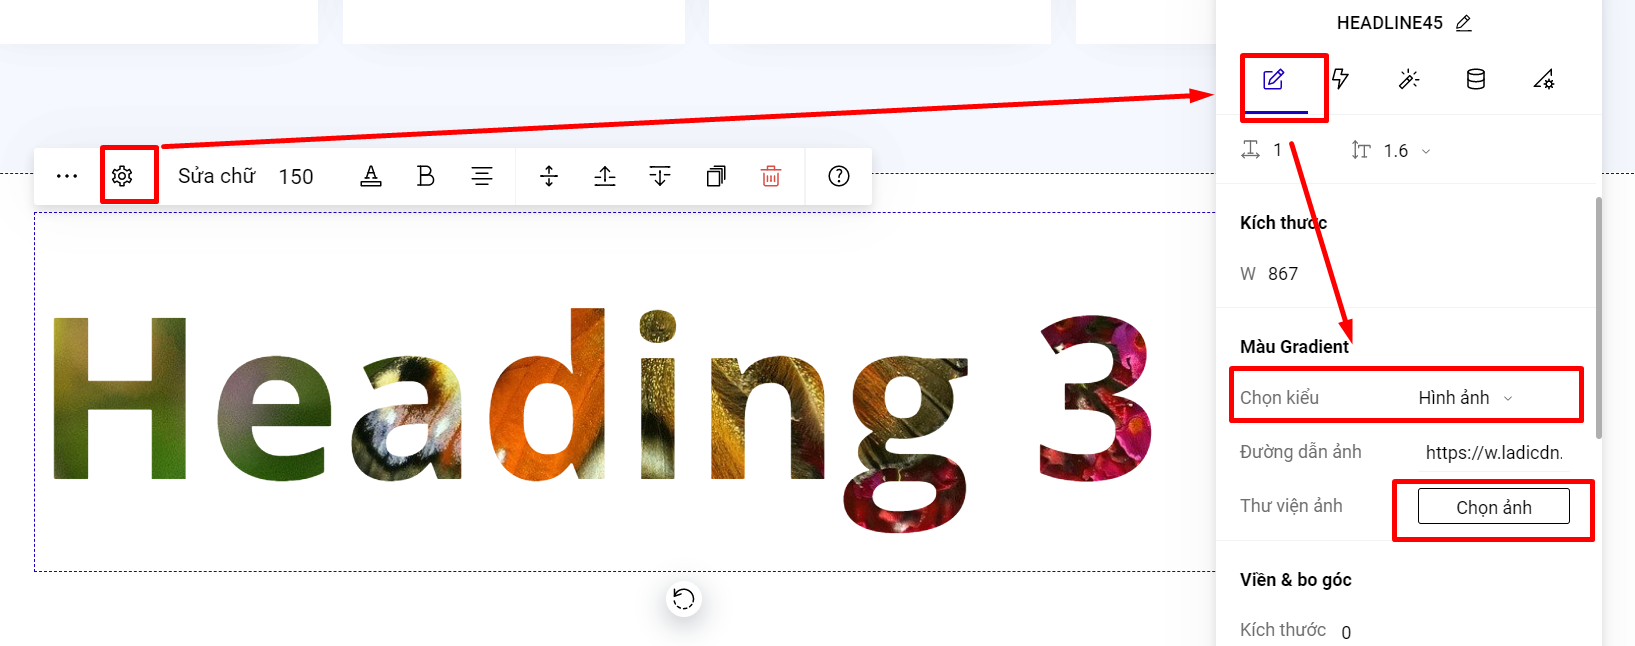 HEADLINE45
1
1.6
Sửa chữ 150
Kích thước
W 867
Heading 3
Màu Gradient
Chọn kiểu Hình ảnh
Đường dẫn ảnh https://w.ladicdn.
Thư viện ảnh Chọn ảnh
Viền & bo góc
Kích thước 0